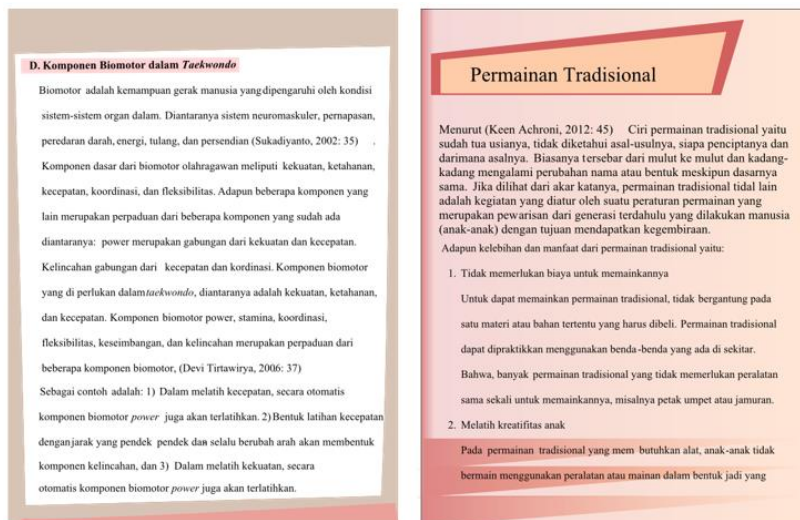 D. Komponen Biomotor dalam Taekwondo
Biomotor adalah kemampuan gerak manusia yangdipengaruhi oleh kondisi
sistem-sistem organ dalam. Diantaranya sistem neuromaskuler, pernapasan,
peredaran darah, energi, tulang, dan persendian (Sukadiyanto, 2002: 35) .
Komponen dasar dari biomotor olahragawan meliputi kekuatan, ketahanan,
kecepatan, koordinasi, dan fleksibilitas. Adapun beberapa komponen yang
lain merupakan perpaduan dari beberapa komponen yang sudah ada
diantaranya: power merupakan gabungan dari kekuatan dan kecepatan.
Kelincahan gabungan dari kecepatan dan kordinasi. Komponen biomotor
yang di perlukan dalamtaekwondo, diantaranya adalah kekuatan, ketahanan,
dan kecepatan. Komponen biomotor power, stamina, koordinasi,
fleksibilitas, keseimbangan, dan kelincahan merupakan perpaduan dari
beberapa komponen biomotor, (Devi Tirtawirya, 2006: 37)
Sebagai contoh adalah: 1) Dalam melatih kecepatan, secara otomatis
komponen biomotor power juga akan terlatihkan. 2) Bentuk latihan kecepatan
denganjarak yang pendek pendek dan selalu berubah arah akan membentuk
komponen kelincahan, dan 3) Dalam melatih kekuatan, secara
otomatis komponen biomotor power juga akan terlatihkan.
Permainan Tradisional
Menurut (Keen Achroni, 2012: 45) Ciri permainan tradisional yaitu
sudah tua usianya, tidak diketahui asal-usulnya, siapa penciptanya dan
darimana asalnya. Biasanya tersebar dari mulut ke mulut dan kadang-
kadang mengalami perubahan nama atau bentuk meskipun dasarnya
sama. Jika dilihat dari akar katanya, permainan tradisional tidal lain
adalah kegiatan yang diatur oleh suatu peraturan permainan yang
merupakan pewarisan dari generasi terdahulu yang dilakukan manusia
(anak-anak) dengan tujuan mendapatkan kegembiraan.
Adapun kelebihan dan manfaat dari permainan tradisional yaitu:
1. Tidak memerlukan biaya untuk memainkannya
Untuk dapat memainkan permainan tradisional, tidak bergantung pada
satu materi atau bahan tertentu yang harus dibeli. Permainan tradisional
dapat dipraktikkan menggunakan benda-benda yang ada di sekitar.
Bahwa, banyak permainan tradisional yang tidak memerlukan peralatan
sama sekali untuk memainkannya, misalnya petak umpet atau jamuran.
2. Melatih kreatifitas anak
Pada permainan tradisional yang mem butuhkan alat, anak-anak tidak
bermain menggunakan peralatan atau mainan dalam bentuk jadi yang